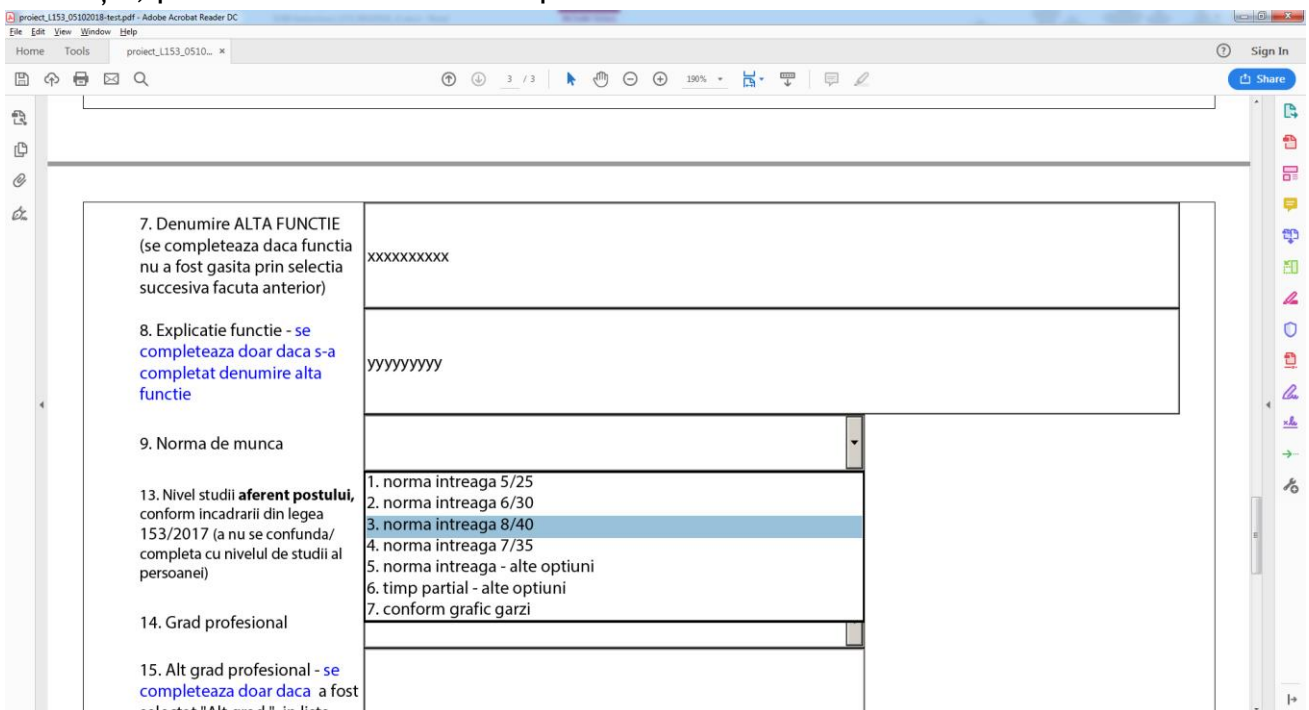 proiect_L153_05102018-test.pdf - Adobe Acrobat Reader DC
File Edit View Window Help
Home Tools proiect_L153_0510... × Sign In
3 / 3 190% Share
7. Denumire ALTA FUNCTIE
(se completeaza daca functia
nu a fost gasita prin selectia
succesiva facuta anterior)
xxxxxxxxxx
8. Explicatie functie - se
completeaza doar daca s-a
completat denumire alta
functie
yyyyyyyyy
9. Norma de munca
1. norma intreaga 5/25
2. norma intreaga 6/30
3. norma intreaga 8/40
4. norma intreaga 7/35
5. norma intreaga - alte optiuni
6. timp partial - alte optiuni
7. conform grafic garzi
13. Nivel studii aferent postului,
conform incadrarii din legea
153/2017 (a nu se confunda/
completa cu nivelul de studii al
persoanei)
14. Grad profesional
15. Alt grad profesional - se
completeaza doar daca a fost